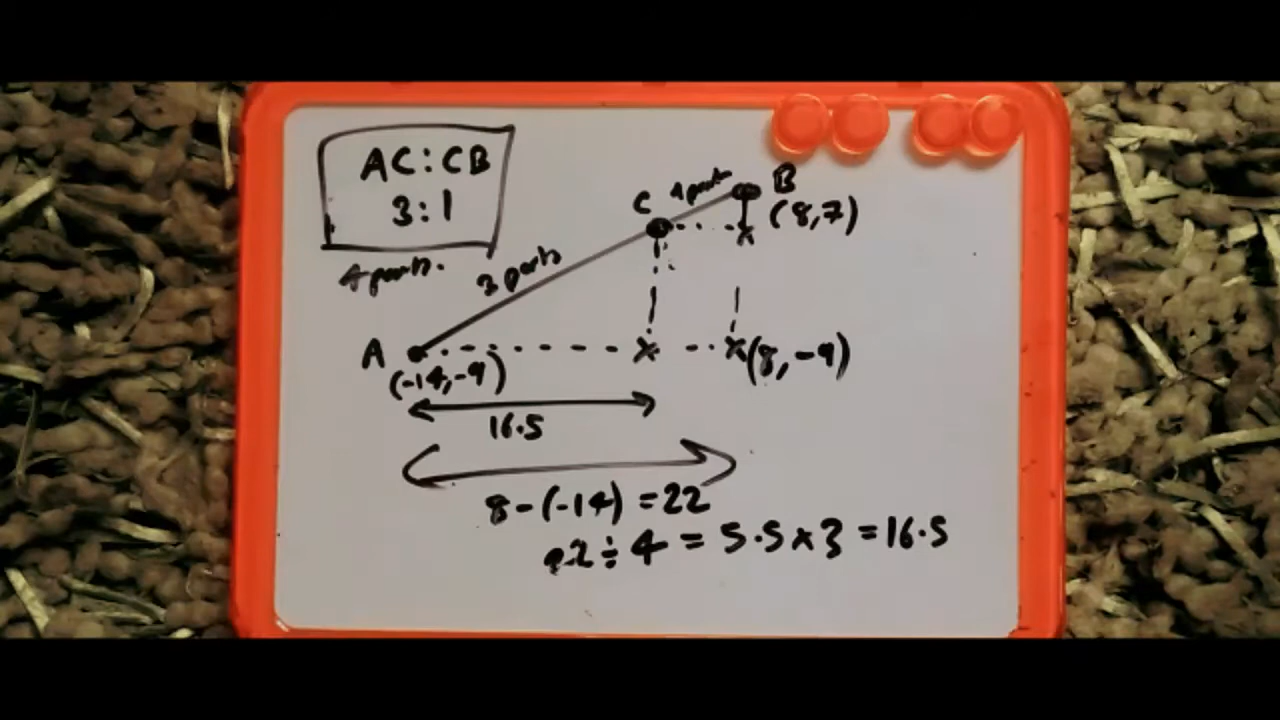 AC:CB
3:1
4 parts.
3 parts
C
1 part
B
(8,7)
A
(-14,-9)
(8,-9)
16.5
8-(-14) = 22
22÷4 = 5.5×3 = 16.5